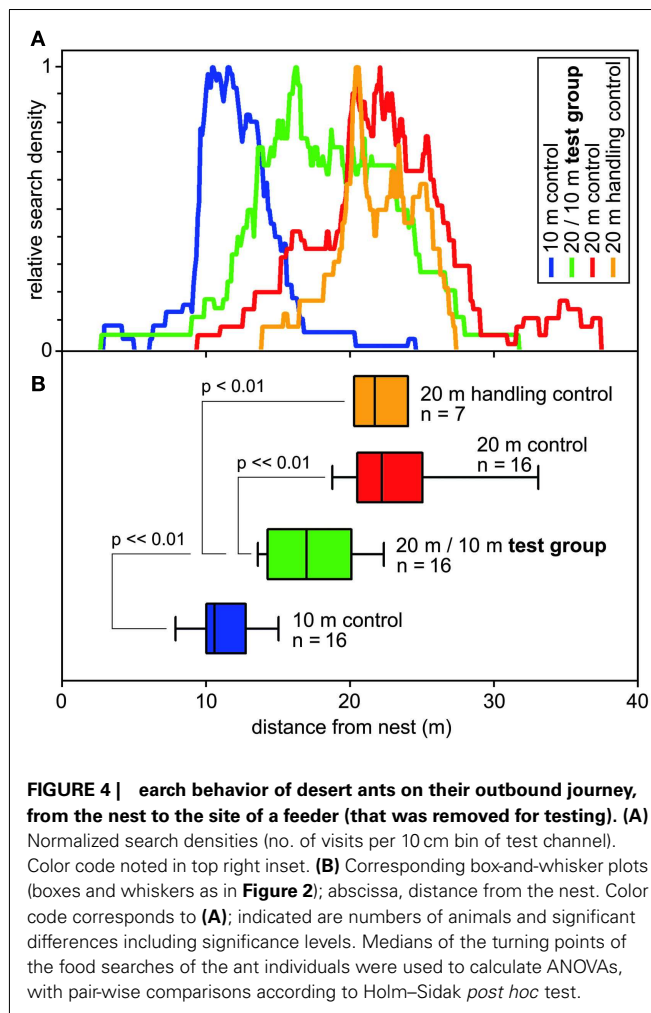 A
1
relative search density
0
10 m control
20 / 10 m test group
20 m control
20 m handling control
B
p < 0.01
20 m handling control
n = 7
p << 0.01
20 m control
n = 16
p << 0.01
20 m / 10 m test group
n = 16
10 m control
n = 16
0 10 20 30 40
distance from nest (m)
FIGURE 4 | earch behavior of desert ants on their outbound journey,
from the nest to the site of a feeder (that was removed for testing). (A)
Normalized search densities (no. of visits per 10 cm bin of test channel).
Color code noted in top right inset. (B) Corresponding box-and-whisker plots
(boxes and whiskers as in Figure 2); abscissa, distance from the nest. Color
code corresponds to (A); indicated are numbers of animals and significant
differences including significance levels. Medians of the turning points of
the food searches of the ant individuals were used to calculate ANOVAs,
with pair-wise comparisons according to Holm–Sidak post hoc test.